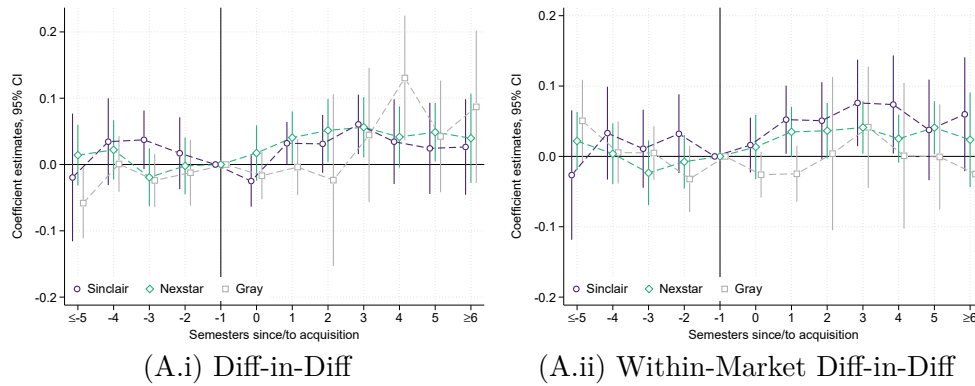 0.2
0.1
0.0
-0.1
-0.2
Coefficient estimates, 95% CI
Sinclair
Nexstar
Gray
≤-5 -4 -3 -2 -1 0 1 2 3 4 5 ≥6
Semesters since/to acquisition
(A.i) Diff-in-Diff
0.2
0.1
0.0
-0.1
-0.2
Coefficient estimates, 95% CI
Sinclair
Nexstar
Gray
≤-5 -4 -3 -2 -1 0 1 2 3 4 5 ≥6
Semesters since/to acquisition
(A.ii) Within-Market Diff-in-Diff